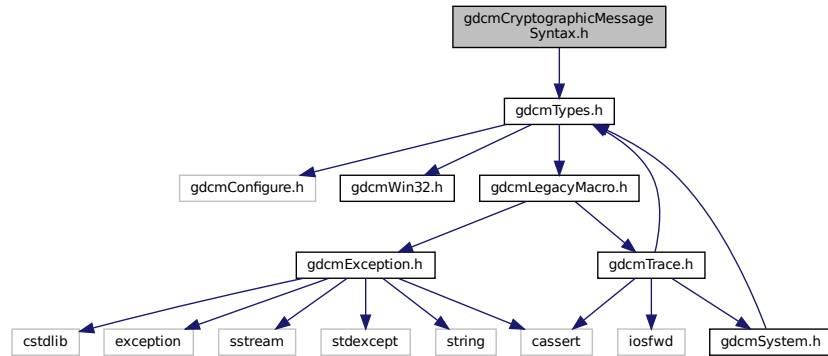 gdcmCryptographicMessage
Syntax.h
gdcmTypes.h
gdcmConfigure.h
gdcmWin32.h
gdcmLegacyMacro.h
gdcmException.h
gdcmTrace.h
cstdlib
exception
sstream
stdexcept
string
cassert
iosfwd
gdcmSystem.h